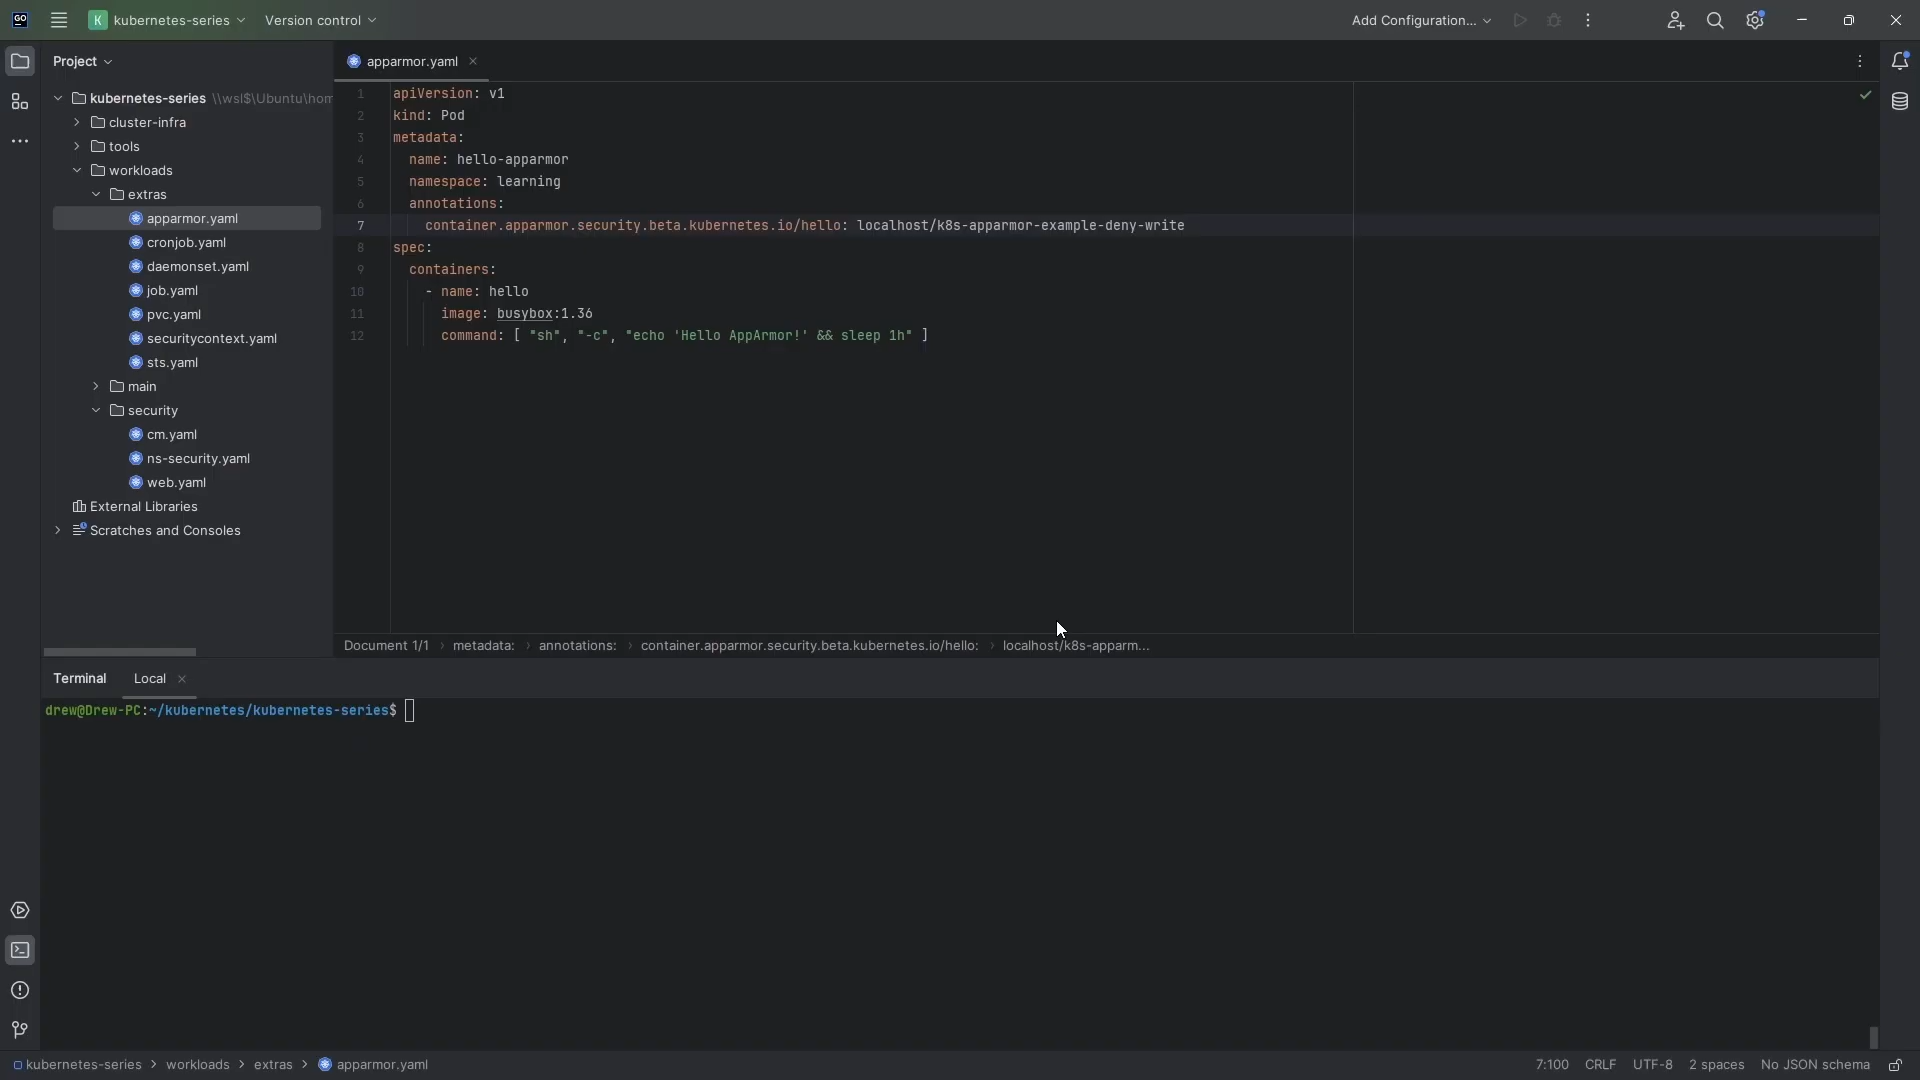 GO
K kubernetes-series
Version control
Add Configuration...
Project
kubernetes-series \\wsl$\Ubuntu\hom
cluster-infra
tools
workloads
extras
apparmor.yaml
cronjob.yaml
daemonset.yaml
job.yaml
pvc.yaml
securitycontext.yaml
sts.yaml
main
security
cm.yaml
ns-security.yaml
web.yaml
External Libraries
Scratches and Consoles
apparmor.yaml
1 apiVersion: v1
2 kind: Pod
3 metadata:
4 name: hello-apparmor
5 namespace: learning
6 annotations:
7 container.apparmor.security.beta.kubernetes.io/hello: localhost/k8s-apparmor-example-deny-write
8 spec:
9 containers:
10 - name: hello
11 image: busybox:1.36
12 command: [ "sh", "-c", "echo 'Hello AppArmor!' && sleep 1h" ]
Document 1/1 › metadata: › annotations: › container.apparmor.security.beta.kubernetes.io/hello: › localhost/k8s-apparm...
Terminal Local
drew@Drew-PC:~/kubernetes/kubernetes-series$
kubernetes-series › workloads › extras › apparmor.yaml
7:100 CRLF UTF-8 2 spaces No JSON schema